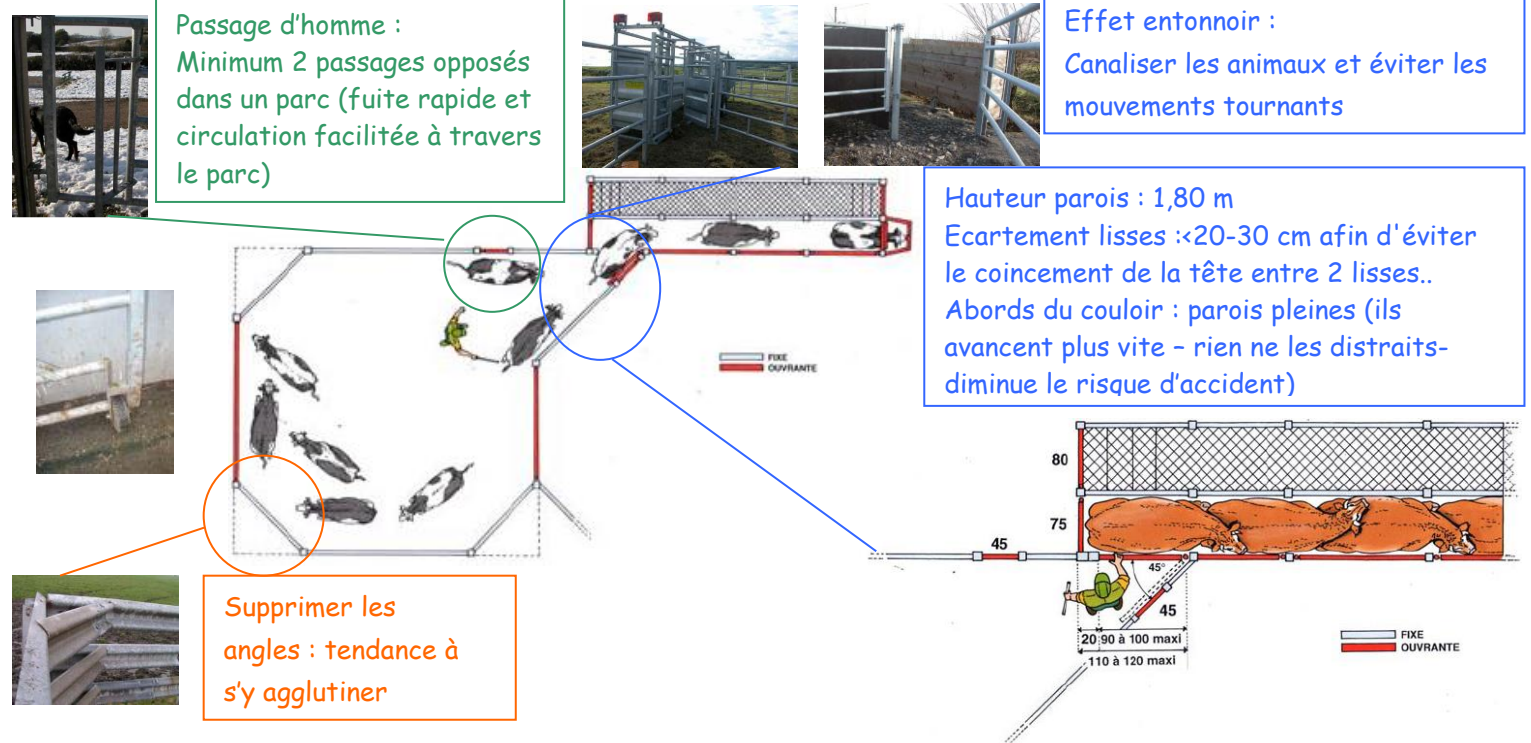 Passage d'homme :
Minimum 2 passages opposés
dans un parc (fuite rapide et
circulation facilitée à travers
le parc)
Effet entonnoir :
Canaliser les animaux et éviter les
mouvements tournants
Hauteur parois : 1,80 m
Ecartement lisses :<20-30 cm afin d'éviter
le coincement de la tête entre 2 lisses..
Abords du couloir : parois pleines (ils
avancent plus vite – rien ne les distraits-
diminue le risque d'accident)
FIXE
OUVRANTE
Supprimer les
angles : tendance à
s'y agglutiner
80
75
45
45°
45
20 90 à 100 maxi
110 à 120 maxi
FIXE
OUVRANTE